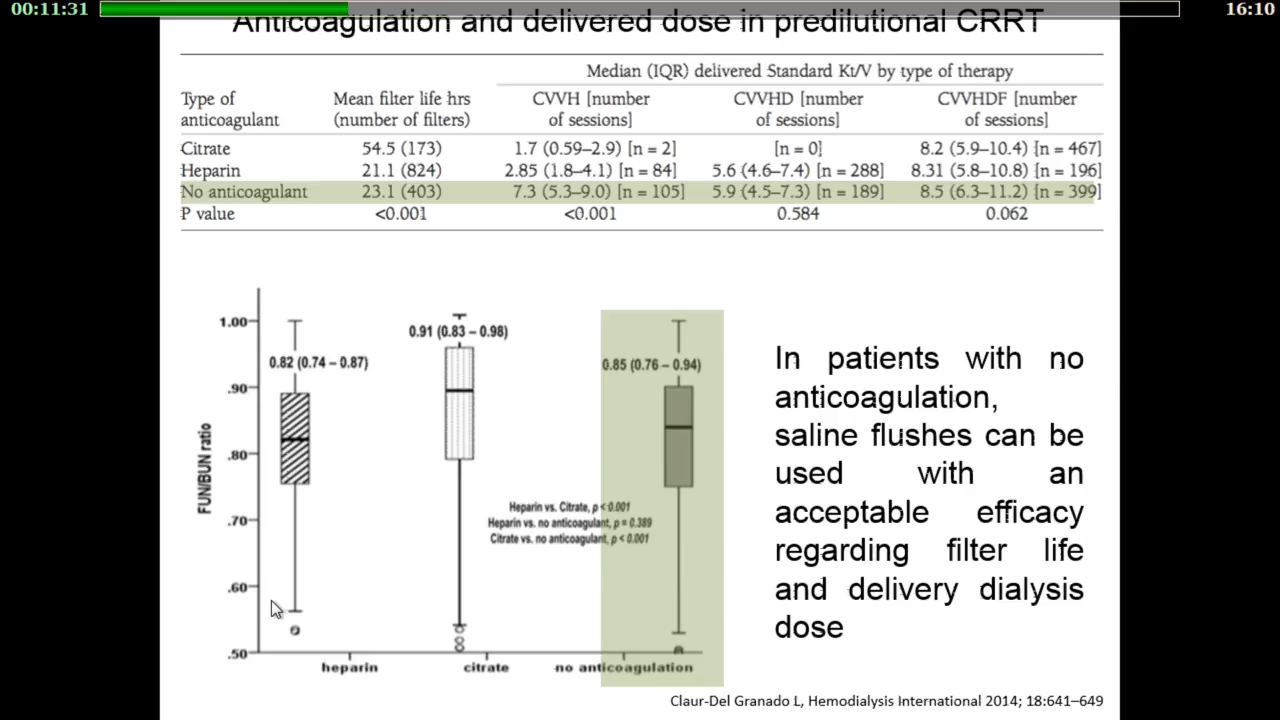 00:11:31
16:10
Anticoagulation and delivered dose in predilutional CRRT
Median (IQR) delivered Standard Kt/V by type of therapy
Type of anticoagulant Mean filter life hrs (number of filters) CVVH [number of sessions] CVVHD [number of sessions] CVVHDF [number of sessions]
Citrate 54.5 (173) 1.7 (0.59–2.9) [n = 2] [n = 0] 8.2 (5.9–10.4) [n = 467]
Heparin 21.1 (824) 2.85 (1.8–4.1) [n = 84] 5.6 (4.6–7.4) [n = 288] 8.31 (5.8–10.8) [n = 196]
No anticoagulant 23.1 (403) 7.3 (5.3–9.0) [n = 105] 5.9 (4.5–7.3) [n = 189] 8.5 (6.3–11.2) [n = 399]
P value <0.001 <0.001 0.584 0.062
FUN/BUN ratio
1.00
.90
.80
.70
.60
.50
0.82 (0.74 – 0.87)
0.91 (0.83 – 0.98)
0.85 (0.76 – 0.94)
Heparin vs. Citrate, p < 0.001
Heparin vs. no anticoagulant, p = 0.389
Citrate vs. no anticoagulant, p < 0.001
heparin citrate no anticoagulation
In patients with no
anticoagulation,
saline flushes can be
used with an
acceptable efficacy
regarding filter life
and delivery dialysis
dose
Claur-Del Granado L, Hemodialysis International 2014; 18:641–649